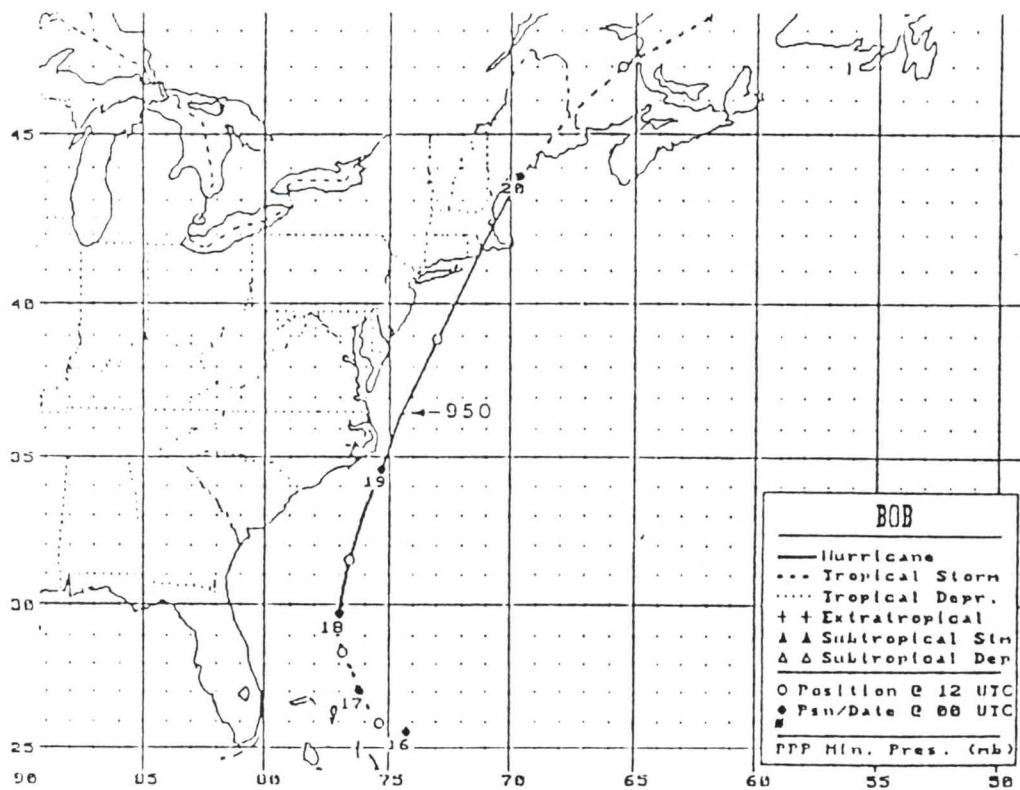 45
20
40
950
35
19
BOB
Hurricane
Tropical Storm
Tropical Depr.
30
18
+ + Extratropical
▲ ▲ Subtropical Stm
△ △ Subtropical Dep
17
○ Position @ 12 UTC
Psn/Date @ 00 UTC
16
25
PPP Min. Pres. (mb)
90 85 80 75 70 65 60 55 50